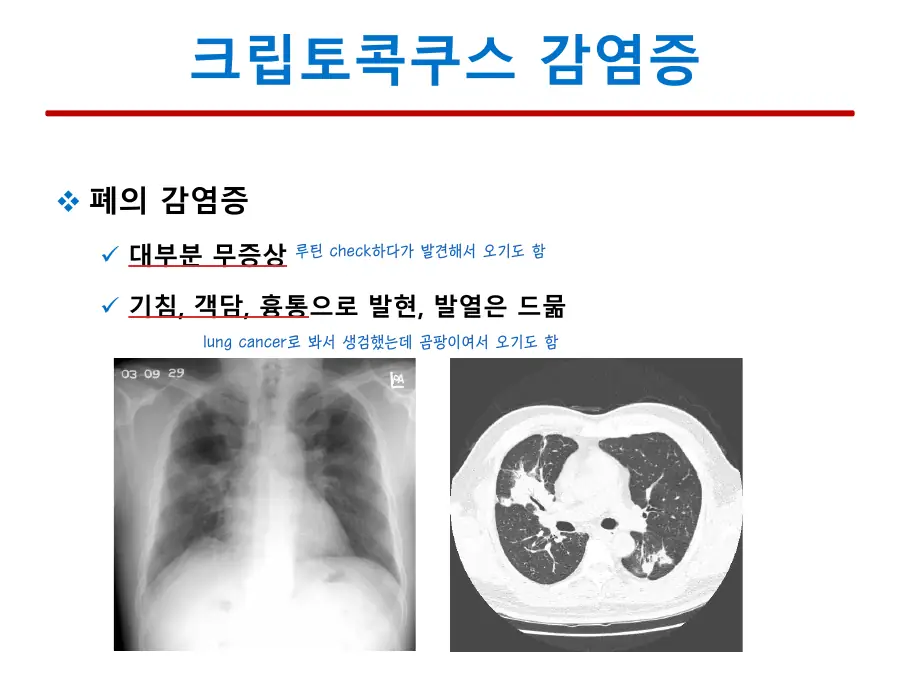 크립토콕쿠스 감염증
❖ 폐의 감염증
✓ 대부분 무증상 루틴 check하다가 발견해서 오기도 함
✓ 기침, 객담, 흉통으로 발현, 발열은 드묾
lung cancer로 봐서 생검했는데 곰팡이여서 오기도 함
03 09 29